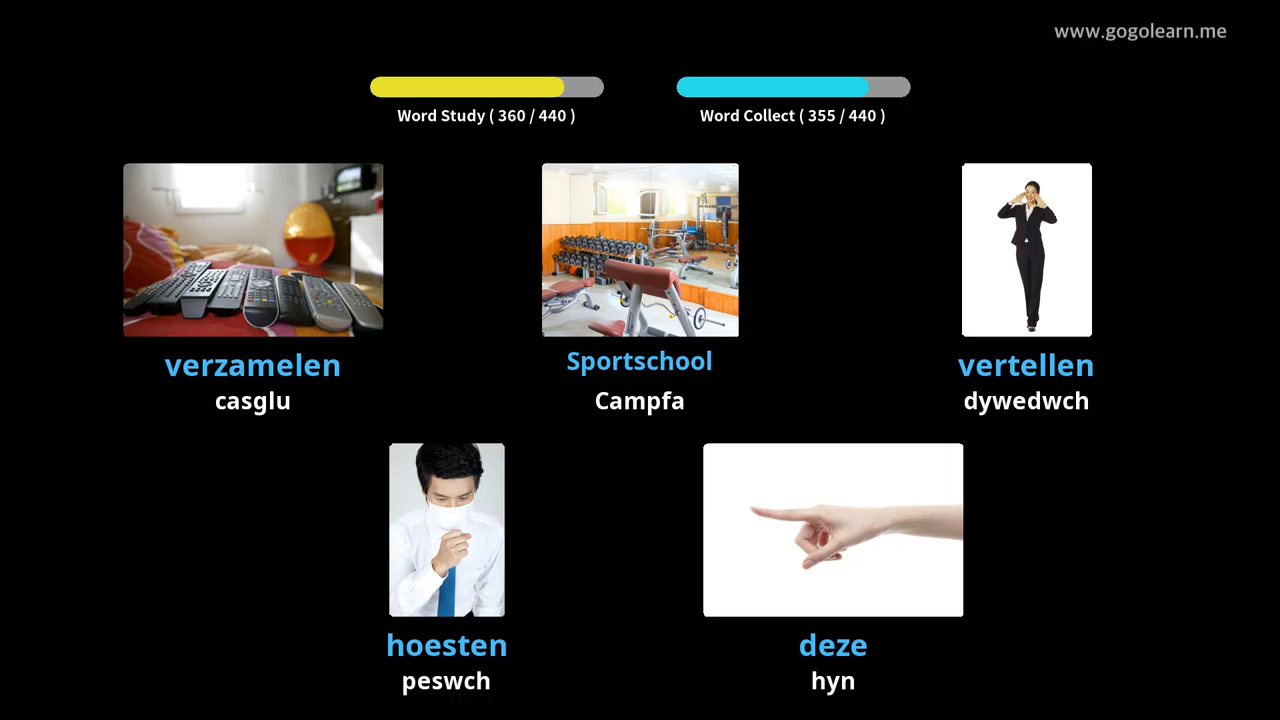 www.gogolearn.me
Word Study ( 360 / 440 )
Word Collect ( 355 / 440 )
verzamelen
casglu
Sportschool
Campfa
vertellen
dywedwch
hoesten
peswch
deze
hyn